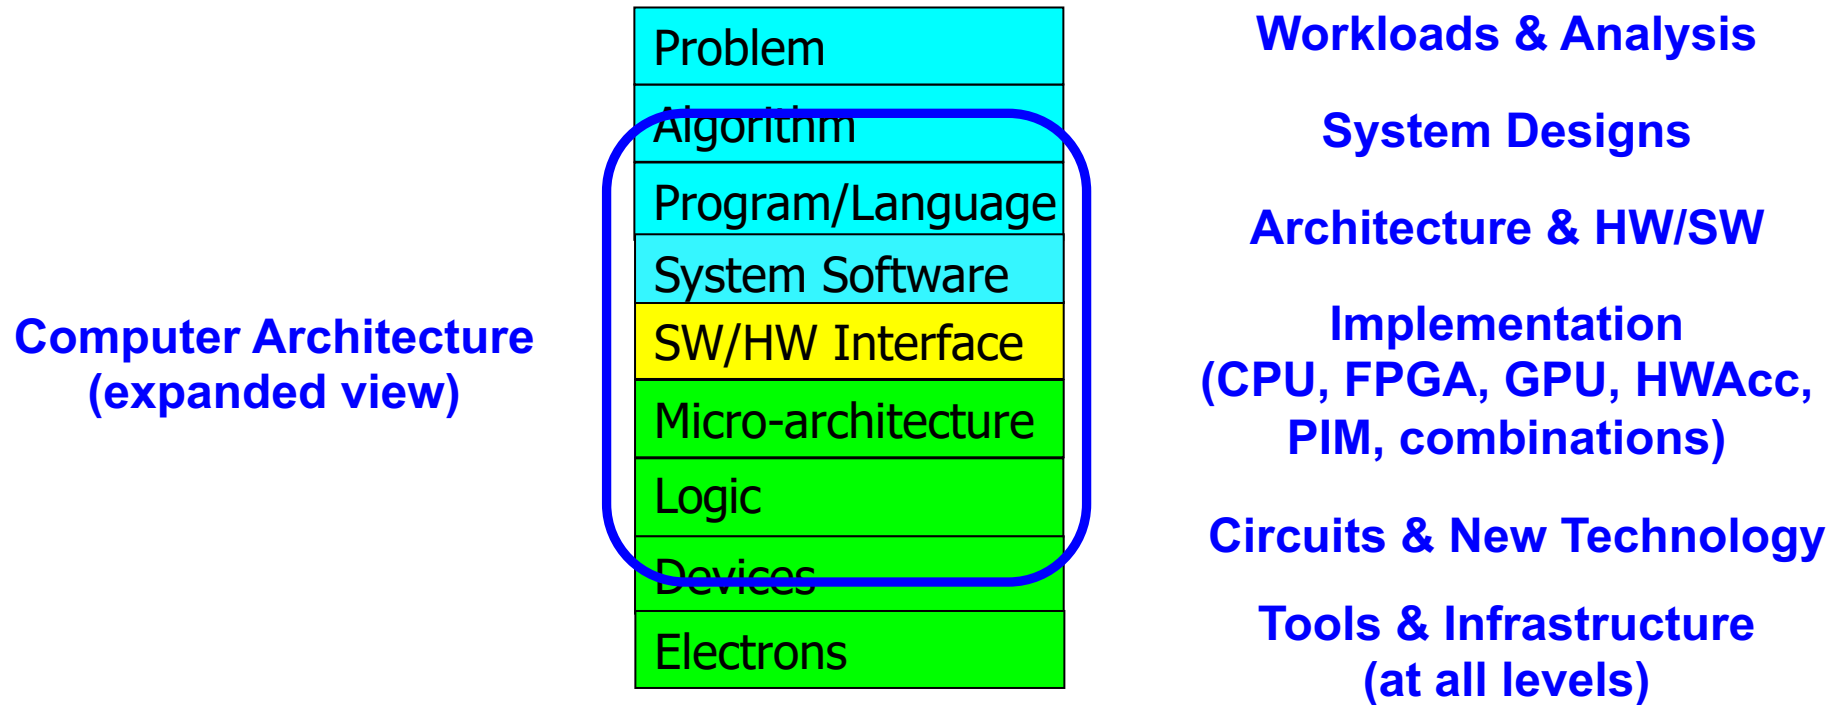 Computer Architecture
(expanded view)
Problem
Algorithm
Program/Language
System Software
SW/HW Interface
Micro-architecture
Logic
Devices
Electrons
Workloads & Analysis
System Designs
Architecture & HW/SW
Implementation
(CPU, FPGA, GPU, HWAcc,
PIM, combinations)
Circuits & New Technology
Tools & Infrastructure
(at all levels)